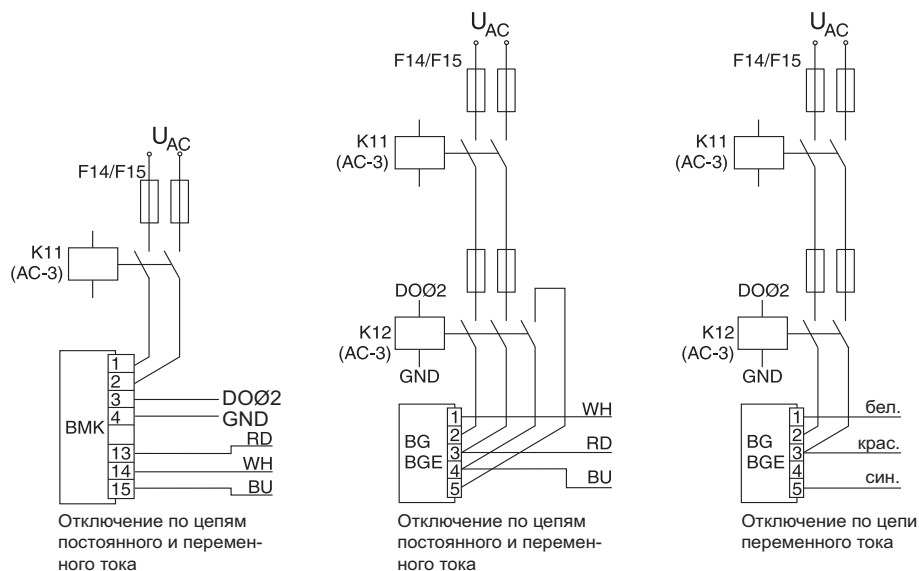 U_AC
F14/F15
K11
(AC-3)
BMK
1
2
3
4
13
14
15
DOØ2
GND
RD
WH
BU
Отключение по цепям
постоянного и перемен-
ного тока
U_AC
F14/F15
K11
(AC-3)
DOØ2
K12
(AC-3)
GND
BG
BGE
1
2
3
4
5
WH
RD
BU
Отключение по цепям
постоянного и перемен-
ного тока
U_AC
F14/F15
K11
(AC-3)
DOØ2
K12
(AC-3)
GND
BG
BGE
1
2
3
4
5
бел.
крас.
син.
Отключение по цепи
переменного тока